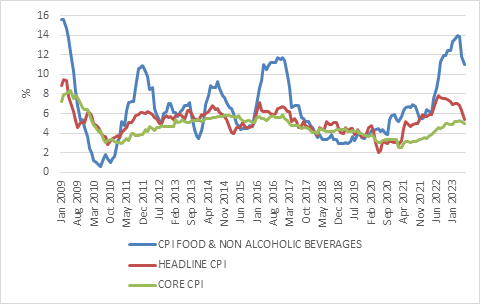 16
14
12
10
8
6
4
2
0
%
Jan 2009
Aug 2009
Mar 2010
Oct 2010
May 2011
Dec 2011
Jul 2012
Feb 2013
Sep 2013
Apr 2014
Nov 2014
Jun 2015
Jan 2016
Aug 2016
Mar 2017
Oct 2017
May 2018
Dec 2018
Jul 2019
Feb 2020
Sep 2020
Apr 2021
Nov 2021
Jun 2022
Jan 2023
CPI FOOD & NON ALCOHOLIC BEVERAGES
HEADLINE CPI
CORE CPI